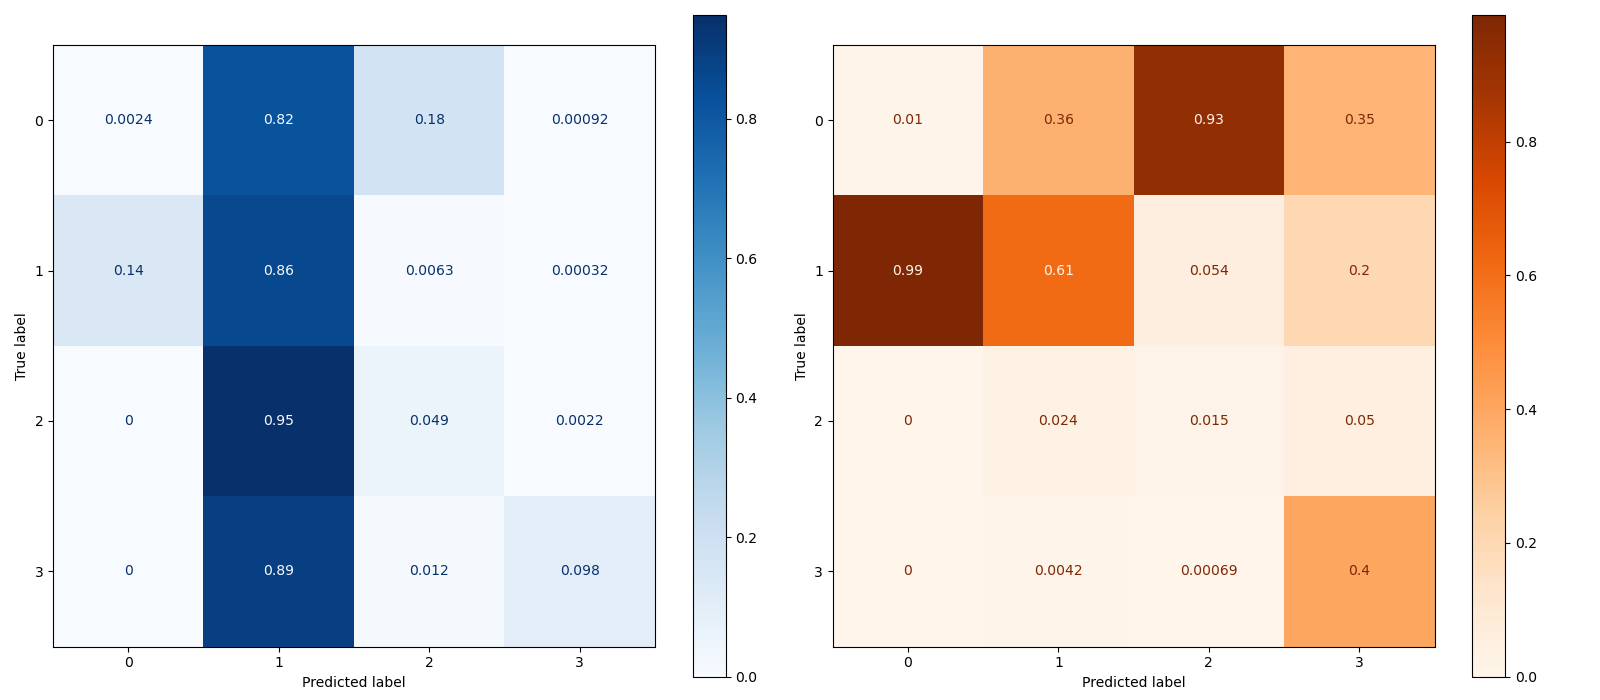 0 0.0024 0.82 0.18 0.00092
1 0.14 0.86 0.0063 0.00032
2 0 0.95 0.049 0.0022
3 0 0.89 0.012 0.098
0 1 2 3
Predicted label
True label
0.8
0.6
0.4
0.2
0.0
0 0.01 0.36 0.93 0.35
1 0.99 0.61 0.054 0.2
2 0 0.024 0.015 0.05
3 0 0.0042 0.00069 0.4
0 1 2 3
Predicted label
True label
0.8
0.6
0.4
0.2
0.0